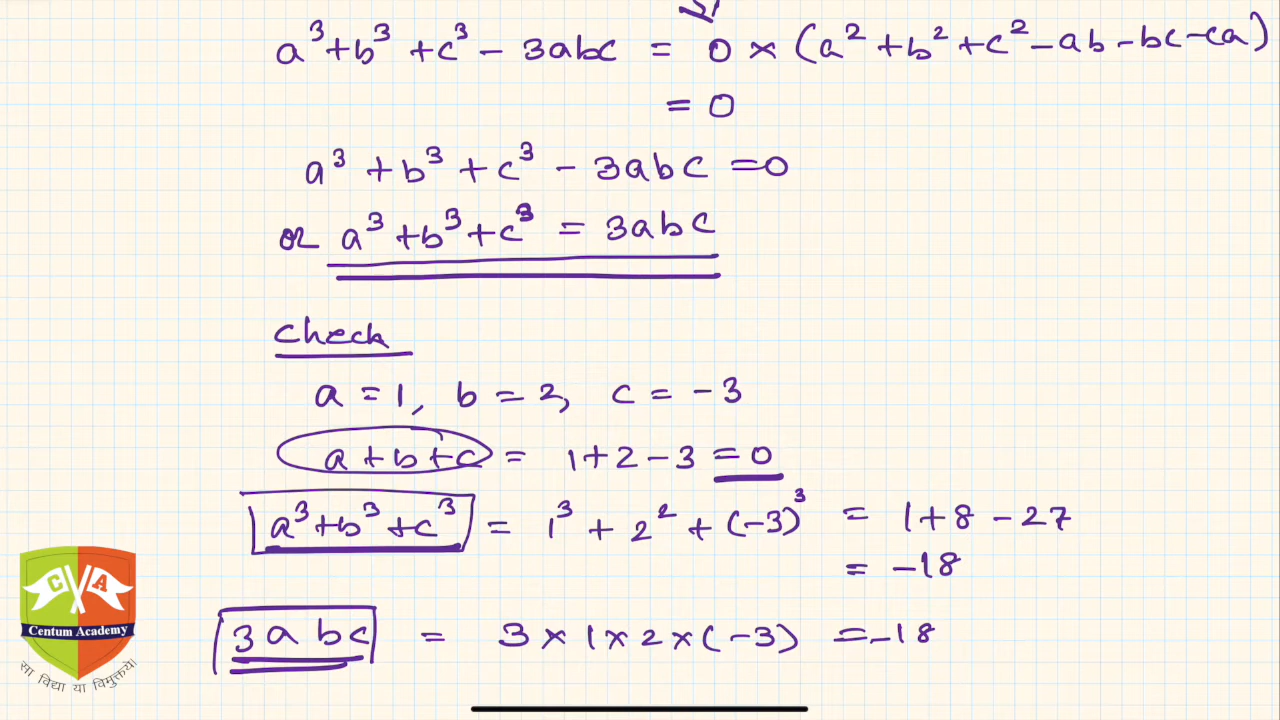 a³+b³+c³-3abc = 0×(a²+b²+c²-ab-bc-ca)
= 0
a³+b³+c³-3abc=0
or a³+b³+c³ = 3abc
Check
a=1, b=2, c=-3
a+b+c = 1+2-3=0
a³+b³+c³ = 1³+2²+(-3)³ = 1+8-27
= -18
3abc = 3×1×2×(-3) =-18
C A
Centum Academy
सा विद्या या विमुक्तये